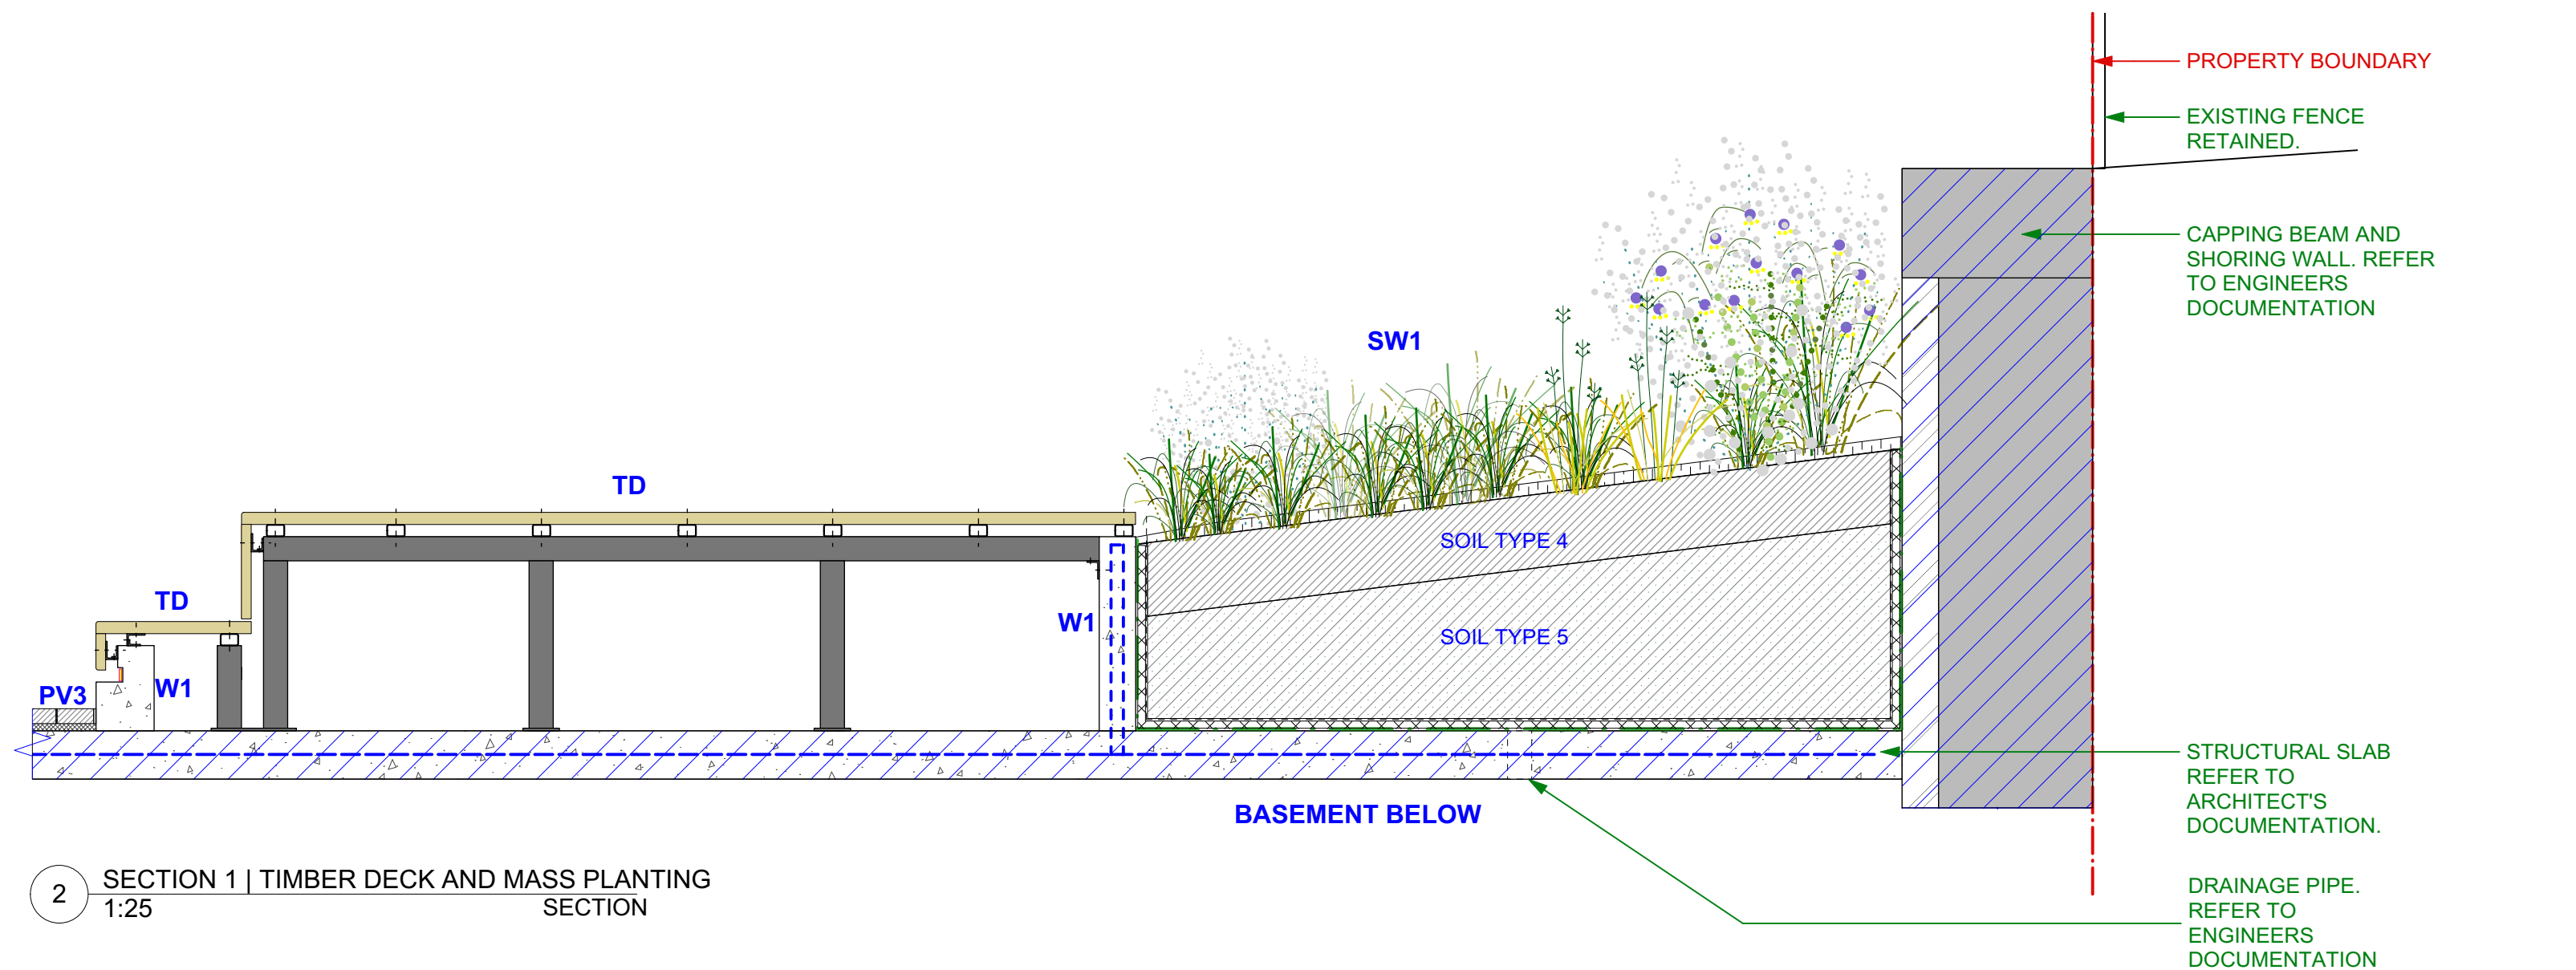 PROPERTY BOUNDARY
EXISTING FENCE
RETAINED.
CAPPING BEAM AND
SHORING WALL. REFER
TO ENGINEERS
DOCUMENTATION
SW1
TD
SOIL TYPE 4
TD
W1
SOIL TYPE 5
PV3
W1
STRUCTURAL SLAB
REFER TO
ARCHITECT'S
DOCUMENTATION.
BASEMENT BELOW
2
SECTION 1 | TIMBER DECK AND MASS PLANTING
1:25
SECTION
DRAINAGE PIPE.
REFER TO
ENGINEERS
DOCUMENTATION